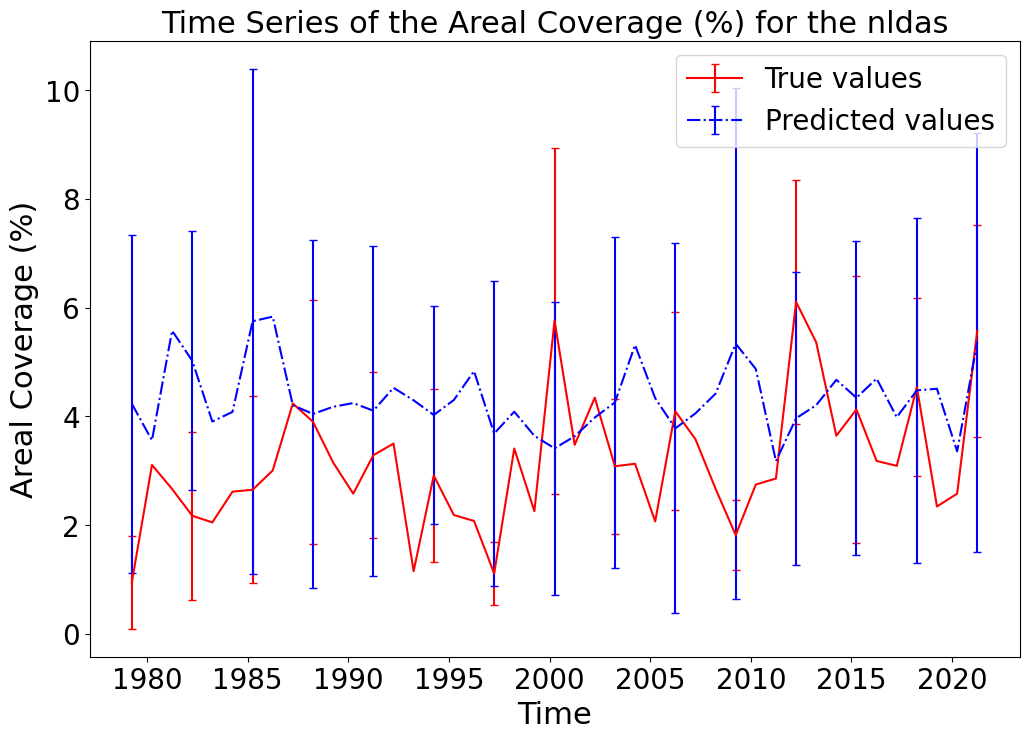 Time Series of the Areal Coverage (%) for the nldas
True values
Predicted values
Areal Coverage (%)
10
8
6
4
2
0
1980 1985 1990 1995 2000 2005 2010 2015 2020
Time